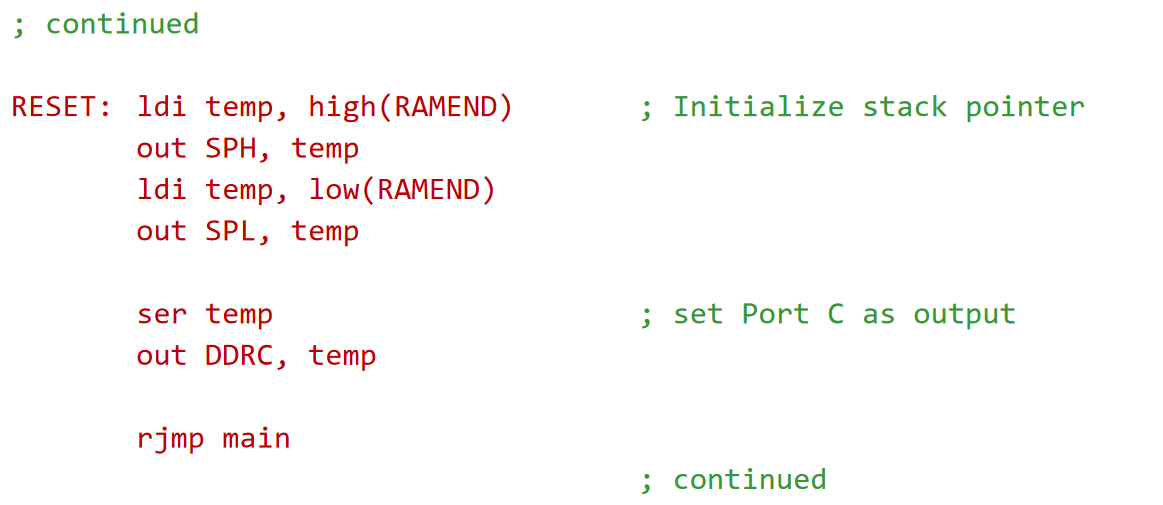 ; continued
RESET: ldi temp, high(RAMEND) ; Initialize stack pointer
out SPH, temp
ldi temp, low(RAMEND)
out SPL, temp
ser temp ; set Port C as output
out DDRC, temp
rjmp main
; continued